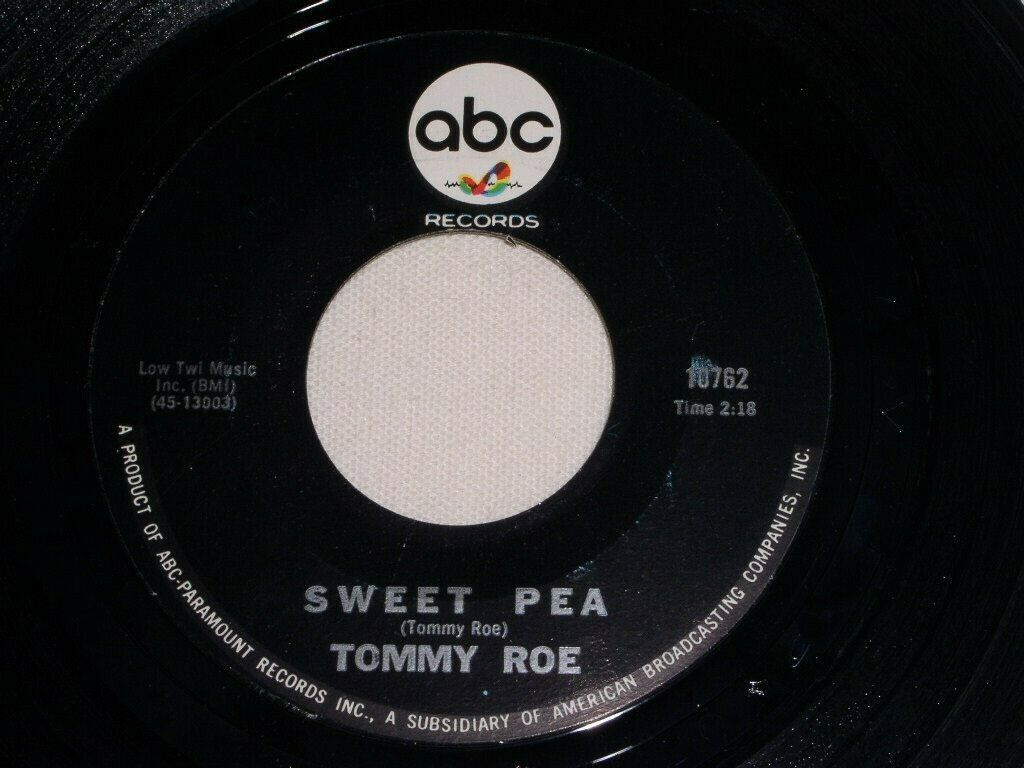 abc
RECORDS
Low Twi Music
Inc. (BMI)
(45-13003)
10762
Time 2:18
SWEET PEA
(Tommy Roe)
TOMMY ROE
A PRODUCT OF ABC-PARAMOUNT RECORDS INC., A SUBSIDIARY OF AMERICAN BROADCASTING COMPANIES, INC.